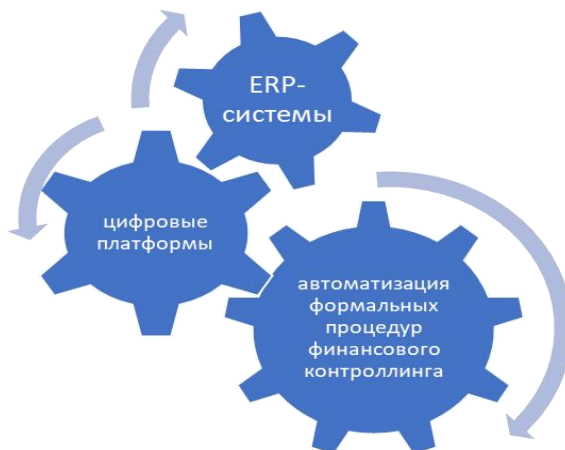 ERP-
системы
цифровые
платформы
автоматизация
формальных
процедур
финансового
контроллинга